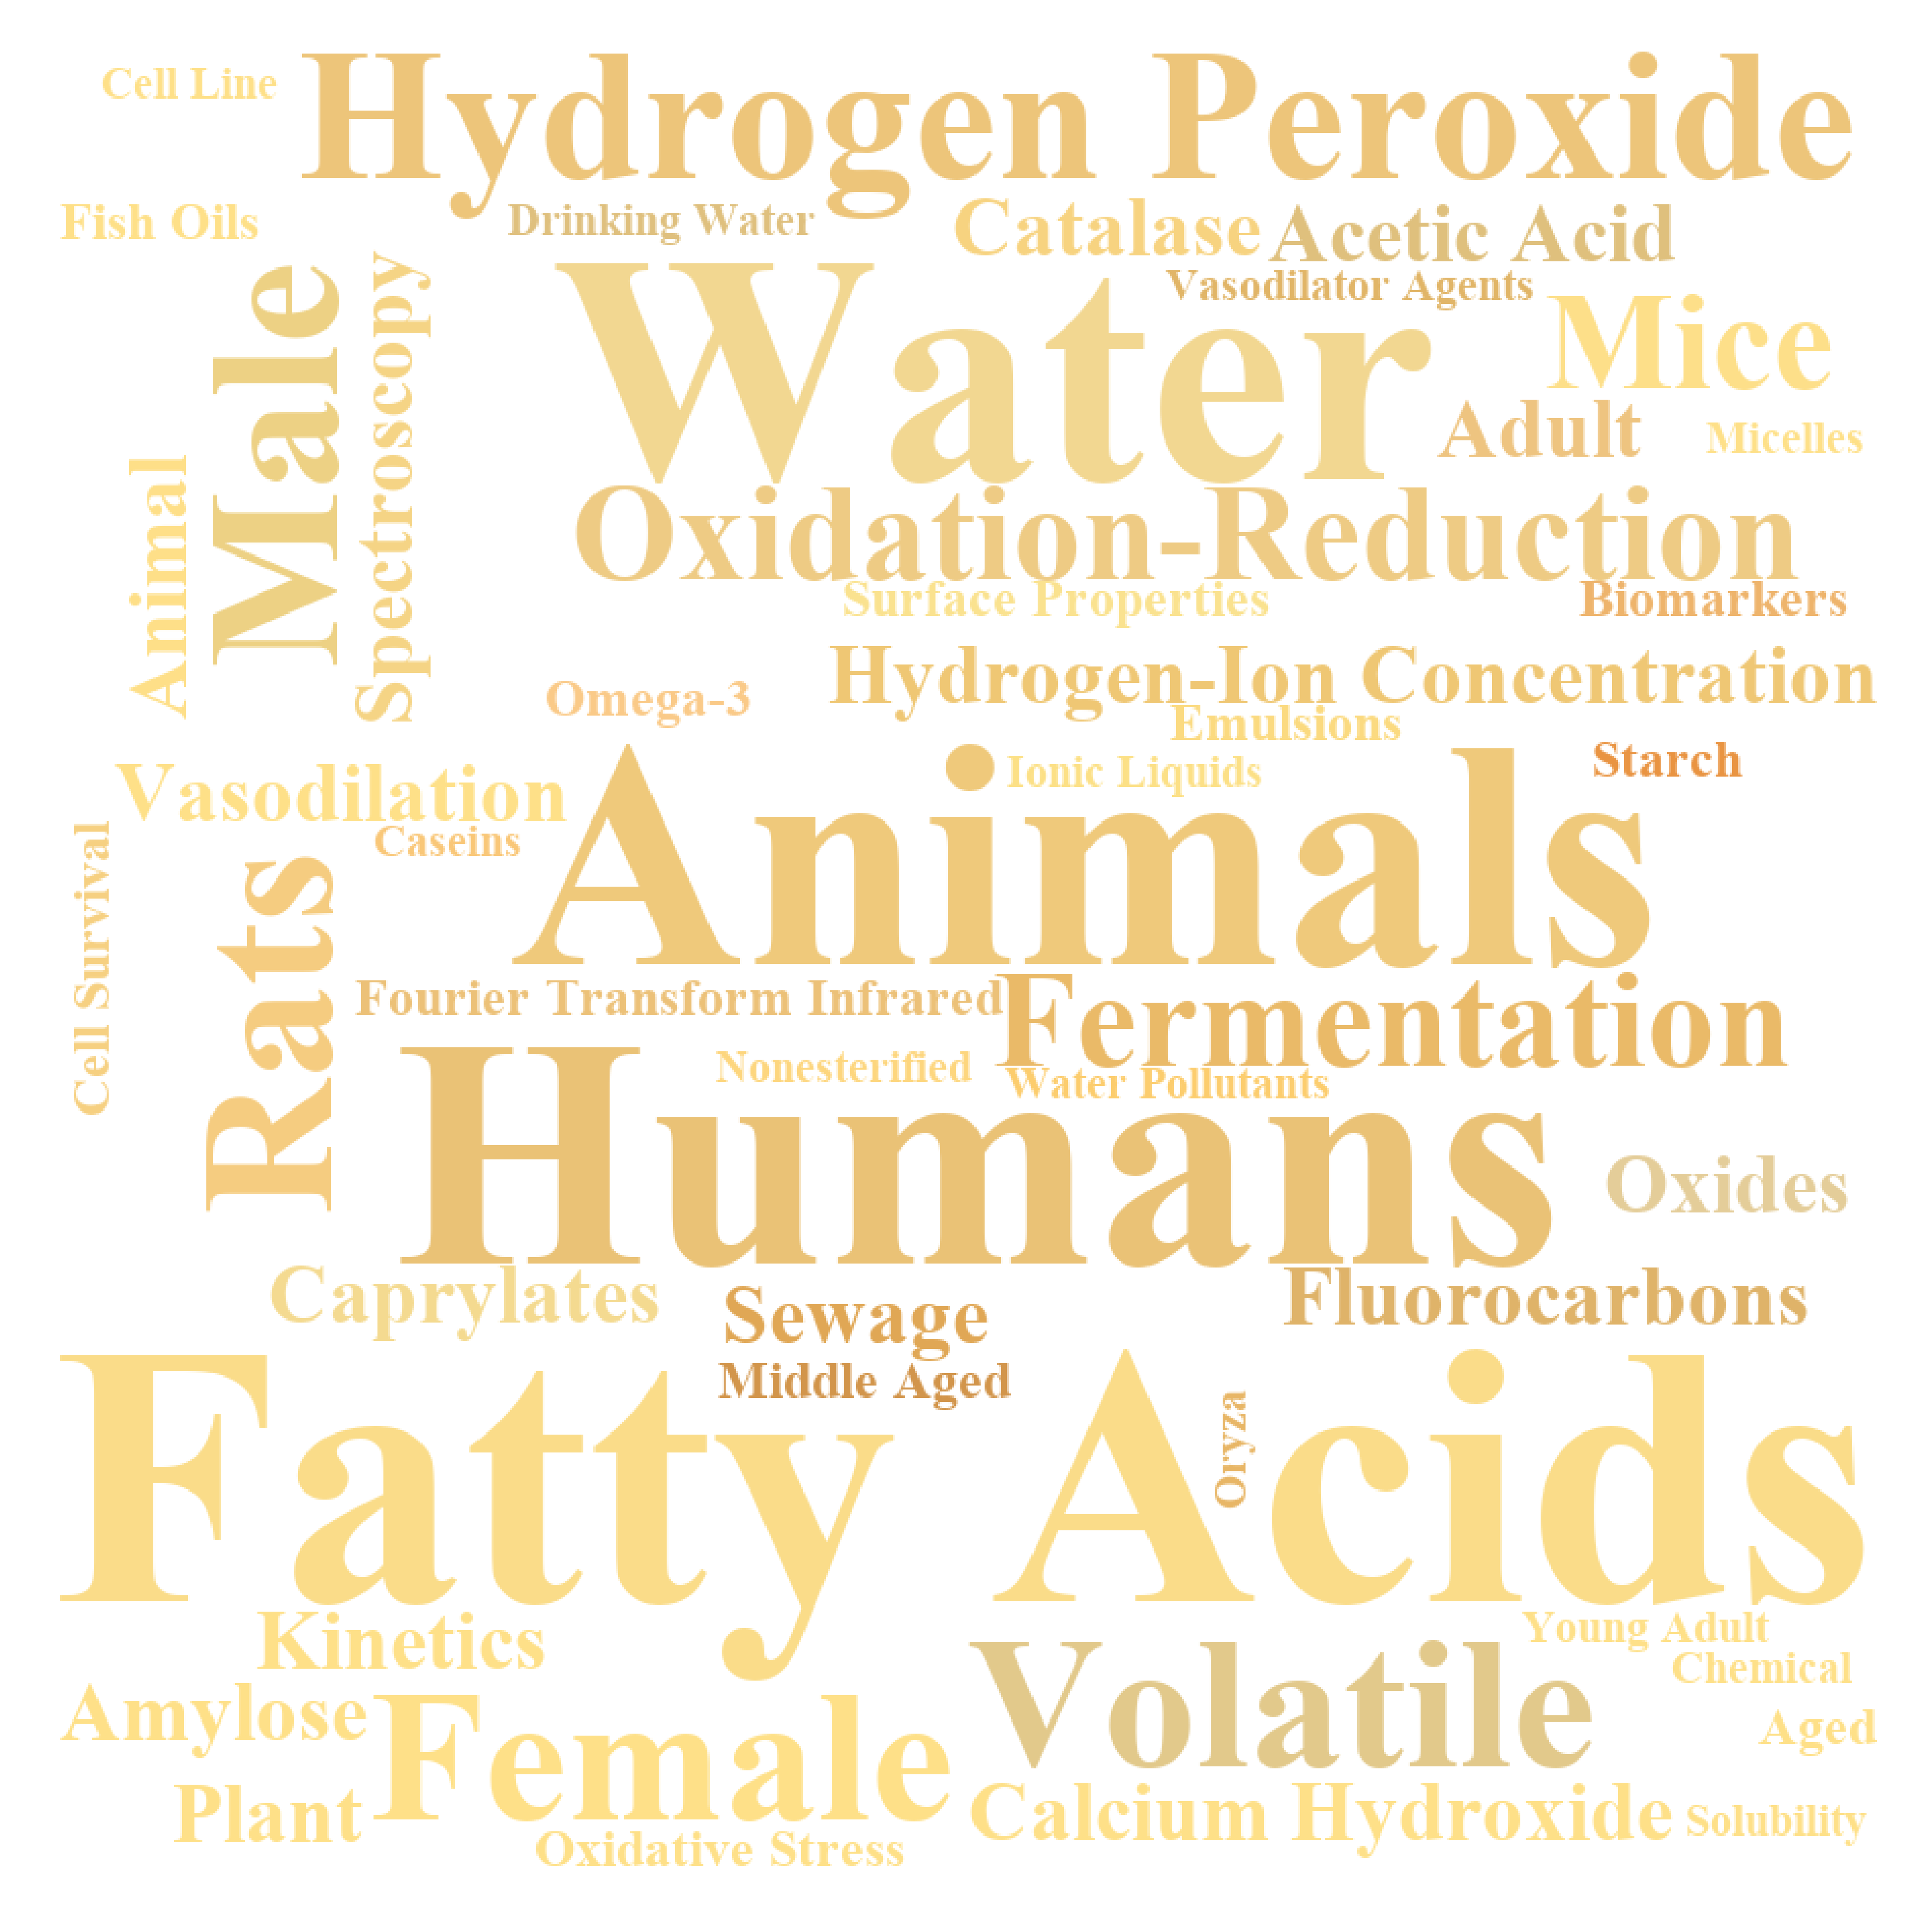 Cell Line
Hydrogen Peroxide
Fish Oils
Drinking Water
Catalase
Acetic Acid
Vasodilator Agents
Water
Mice
Male
Spectroscopy
Adult
Micelles
Animal
Oxidation-Reduction
Surface Properties
Biomarkers
Omega-3
Hydrogen-Ion Concentration
Emulsions
Ionic Liquids
Starch
Vasodilation
Animals
Caseins
Cell Survival
Rats
Fourier Transform Infrared
Fermentation
Nonesterified
Water Pollutants
Humans
Oxides
Caprylates
Sewage
Fluorocarbons
Middle Aged
Fatty Acids
Oryza
Kinetics
Young Adult
Volatile
Chemical
Amylose
Female
Aged
Plant
Calcium Hydroxide
Solubility
Oxidative Stress